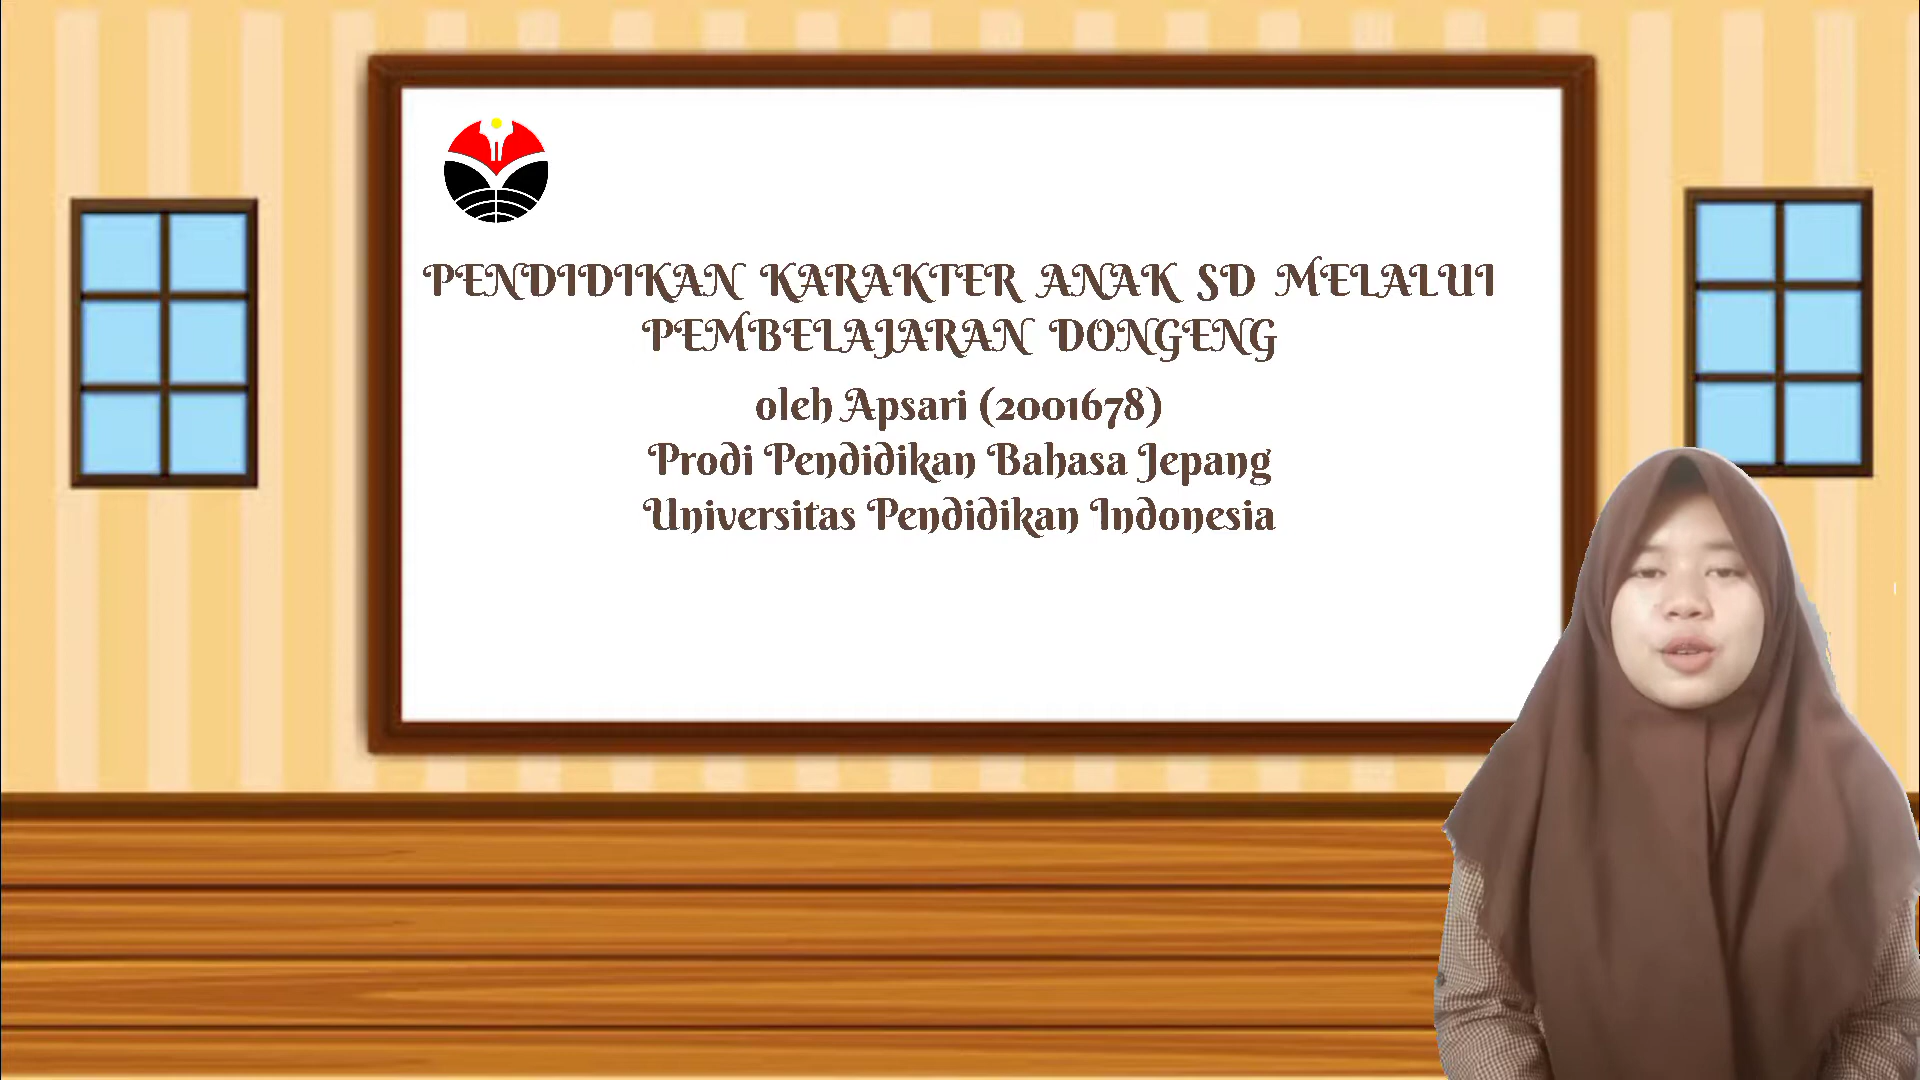 PENDIDIKAN KARAKTER ANAK SD MELALUI
PEMBELAJARAN DONGENG
oleh Apsari (2001678)
Prodi Pendidikan Bahasa Jepang
Universitas Pendidikan Indonesia